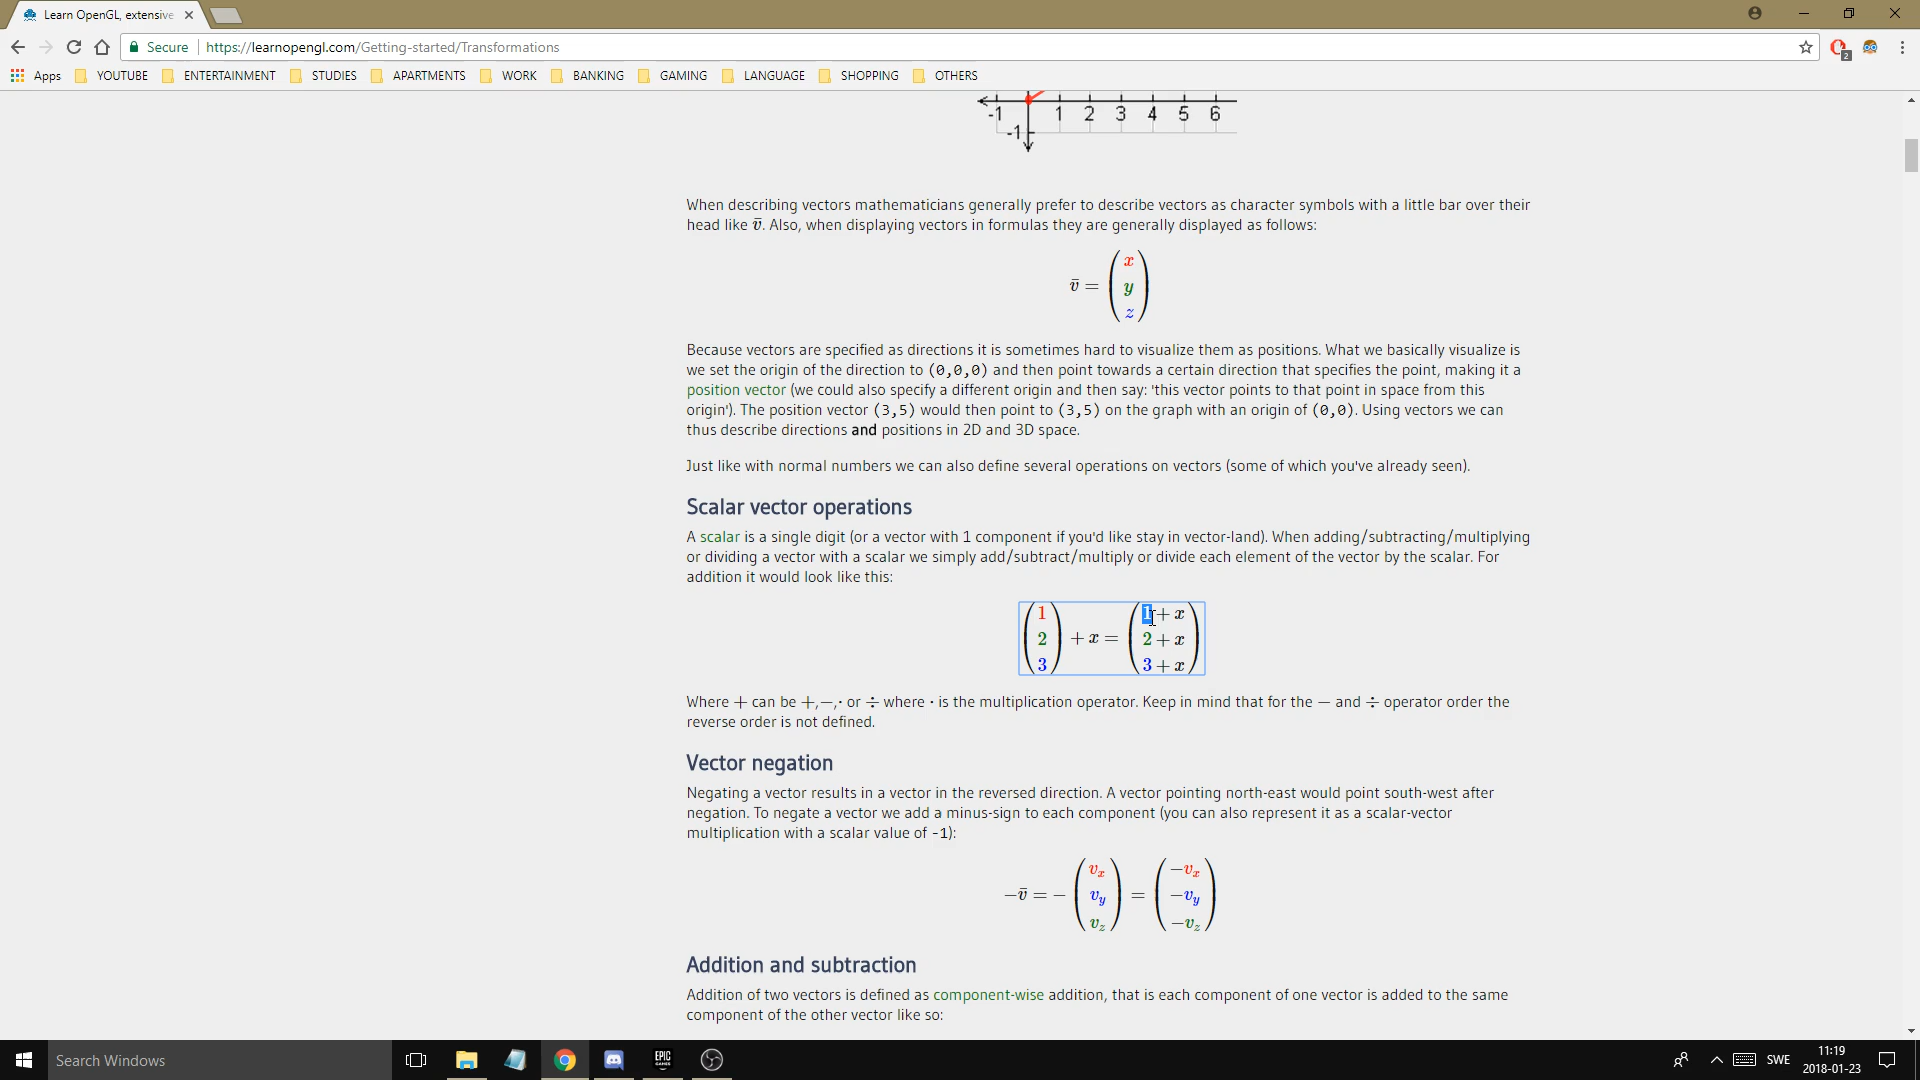 Learn OpenGL, extensive
Secure
https://learnopengl.com/Getting-started/Transformations
2
Apps YOUTUBE ENTERTAINMENT STUDIES APARTMENTS WORK BANKING GAMING LANGUAGE SHOPPING OTHERS
-1 1 2 3 4 5 6
-1
When describing vectors mathematicians generally prefer to describe vectors as character symbols with a little bar over their
head like v̄. Also, when displaying vectors in formulas they are generally displayed as follows:
x
v̄ = y
z
Because vectors are specified as directions it is sometimes hard to visualize them as positions. What we basically visualize is
we set the origin of the direction to (0,0,0) and then point towards a certain direction that specifies the point, making it a
position vector (we could also specify a different origin and then say: 'this vector points to that point in space from this
origin'). The position vector (3,5) would then point to (3,5) on the graph with an origin of (0,0). Using vectors we can
thus describe directions and positions in 2D and 3D space.
Just like with normal numbers we can also define several operations on vectors (some of which you've already seen).
Scalar vector operations
A scalar is a single digit (or a vector with 1 component if you'd like stay in vector-land). When adding/subtracting/multiplying
or dividing a vector with a scalar we simply add/subtract/multiply or divide each element of the vector by the scalar. For
addition it would look like this:
1 1 + x
2 + x = 2 + x
3 3 + x
Where + can be +,−,· or ÷ where · is the multiplication operator. Keep in mind that for the − and ÷ operator order the
reverse order is not defined.
Vector negation
Negating a vector results in a vector in the reversed direction. A vector pointing north-east would point south-west after
negation. To negate a vector we add a minus-sign to each component (you can also represent it as a scalar-vector
multiplication with a scalar value of -1):
vx −vx
−v̄ = − vy = −vy
vz −vz
Addition and subtraction
Addition of two vectors is defined as component-wise addition, that is each component of one vector is added to the same
component of the other vector like so:
Search Windows
EPIC
GAMES
SWE
11:19
2018-01-23